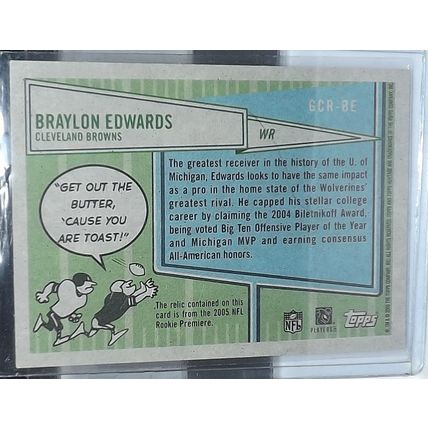 GCR-BE
BRAYLON EDWARDS
CLEVELAND BROWNS
WR
The greatest receiver in the history of the U. of
Michigan, Edwards looks to have the same impact
as a pro in the home state of the Wolverines'
greatest rival. He capped his stellar college
career by claiming the 2004 Biletnikoff Award,
being voted Big Ten Offensive Player of the Year
and Michigan MVP and earning consensus
All-American honors.
"GET OUT THE
BUTTER,
'CAUSE YOU
ARE TOAST!"
The relic contained on this
card is from the 2005 NFL
Rookie Premiere.
NFL
PLAYERS
Topps